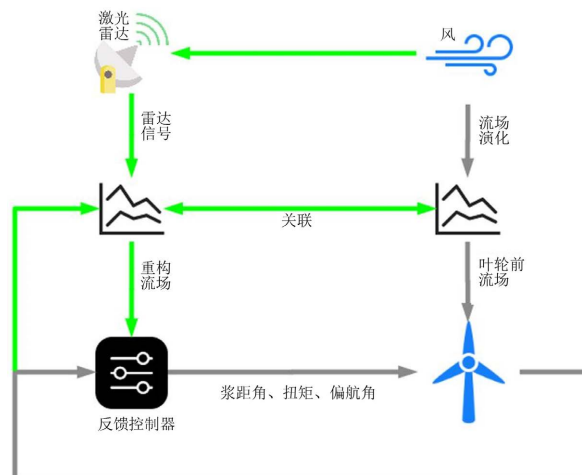 激光
雷达
风
雷达
信号
流场
演化
关联
重构
流场
叶轮前
流场
浆距角、扭矩、偏航角
反馈控制器